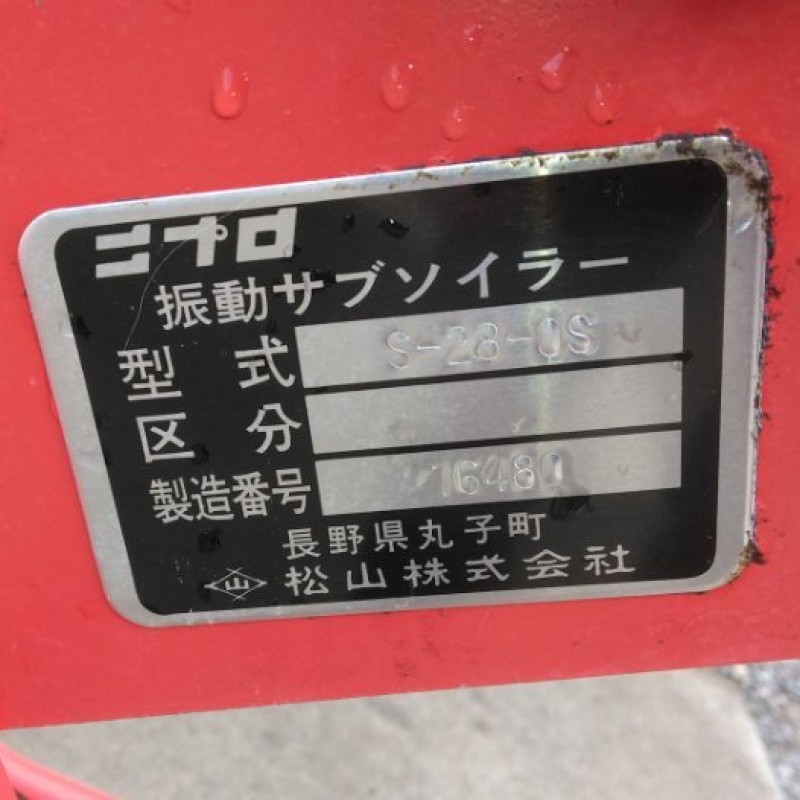 ニプロ
振動サブソイラー
型式 S-28-0S
区分
製造番号 16480
長野県丸子町
山 松山株式会社